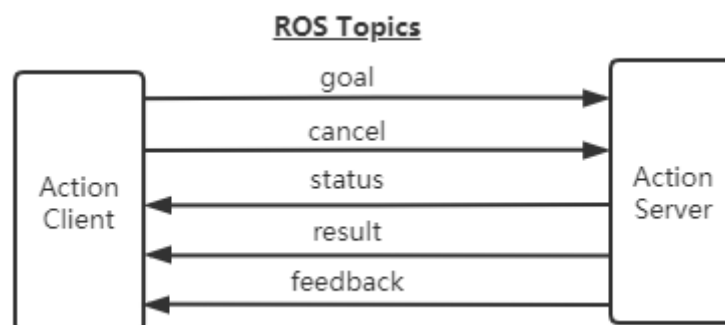 ROS Topics
goal
cancel
status
result
feedback
Action
Client
Action
Server